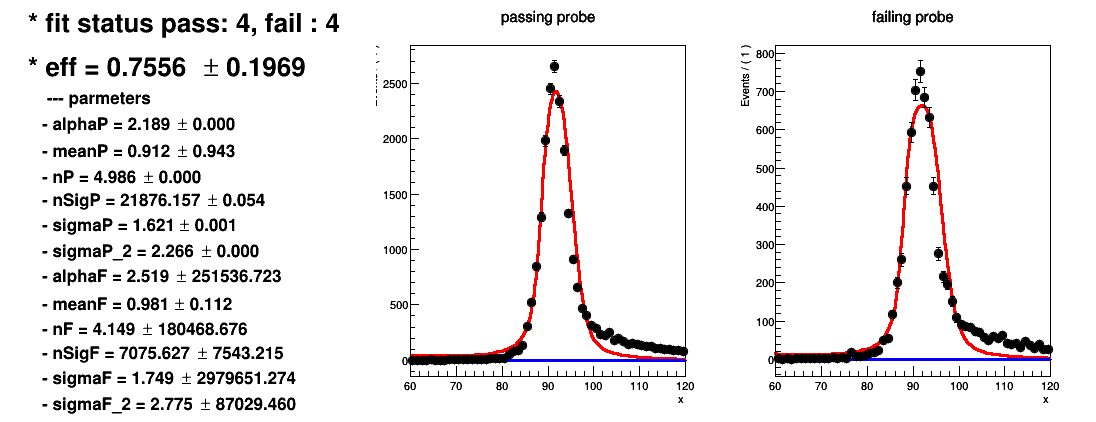 * fit status pass: 4, fail : 4
* eff = 0.7556 ± 0.1969
--- parmeters
- alphaP = 2.189 ± 0.000
- meanP = 0.912 ± 0.943
- nP = 4.986 ± 0.000
- nSigP = 21876.157 ± 0.054
- sigmaP = 1.621 ± 0.001
- sigmaP_2 = 2.266 ± 0.000
- alphaF = 2.519 ± 251536.723
- meanF = 0.981 ± 0.112
- nF = 4.149 ± 180468.676
- nSigF = 7075.627 ± 7543.215
- sigmaF = 1.749 ± 2979651.274
- sigmaF_2 = 2.775 ± 87029.460
passing probe
2500
2000
1500
1000
500
0
60 70 80 90 100 110 120
x
failing probe
Events / ( 1 )
800
700
600
500
400
300
200
100
0
60 70 80 90 100 110 120
x